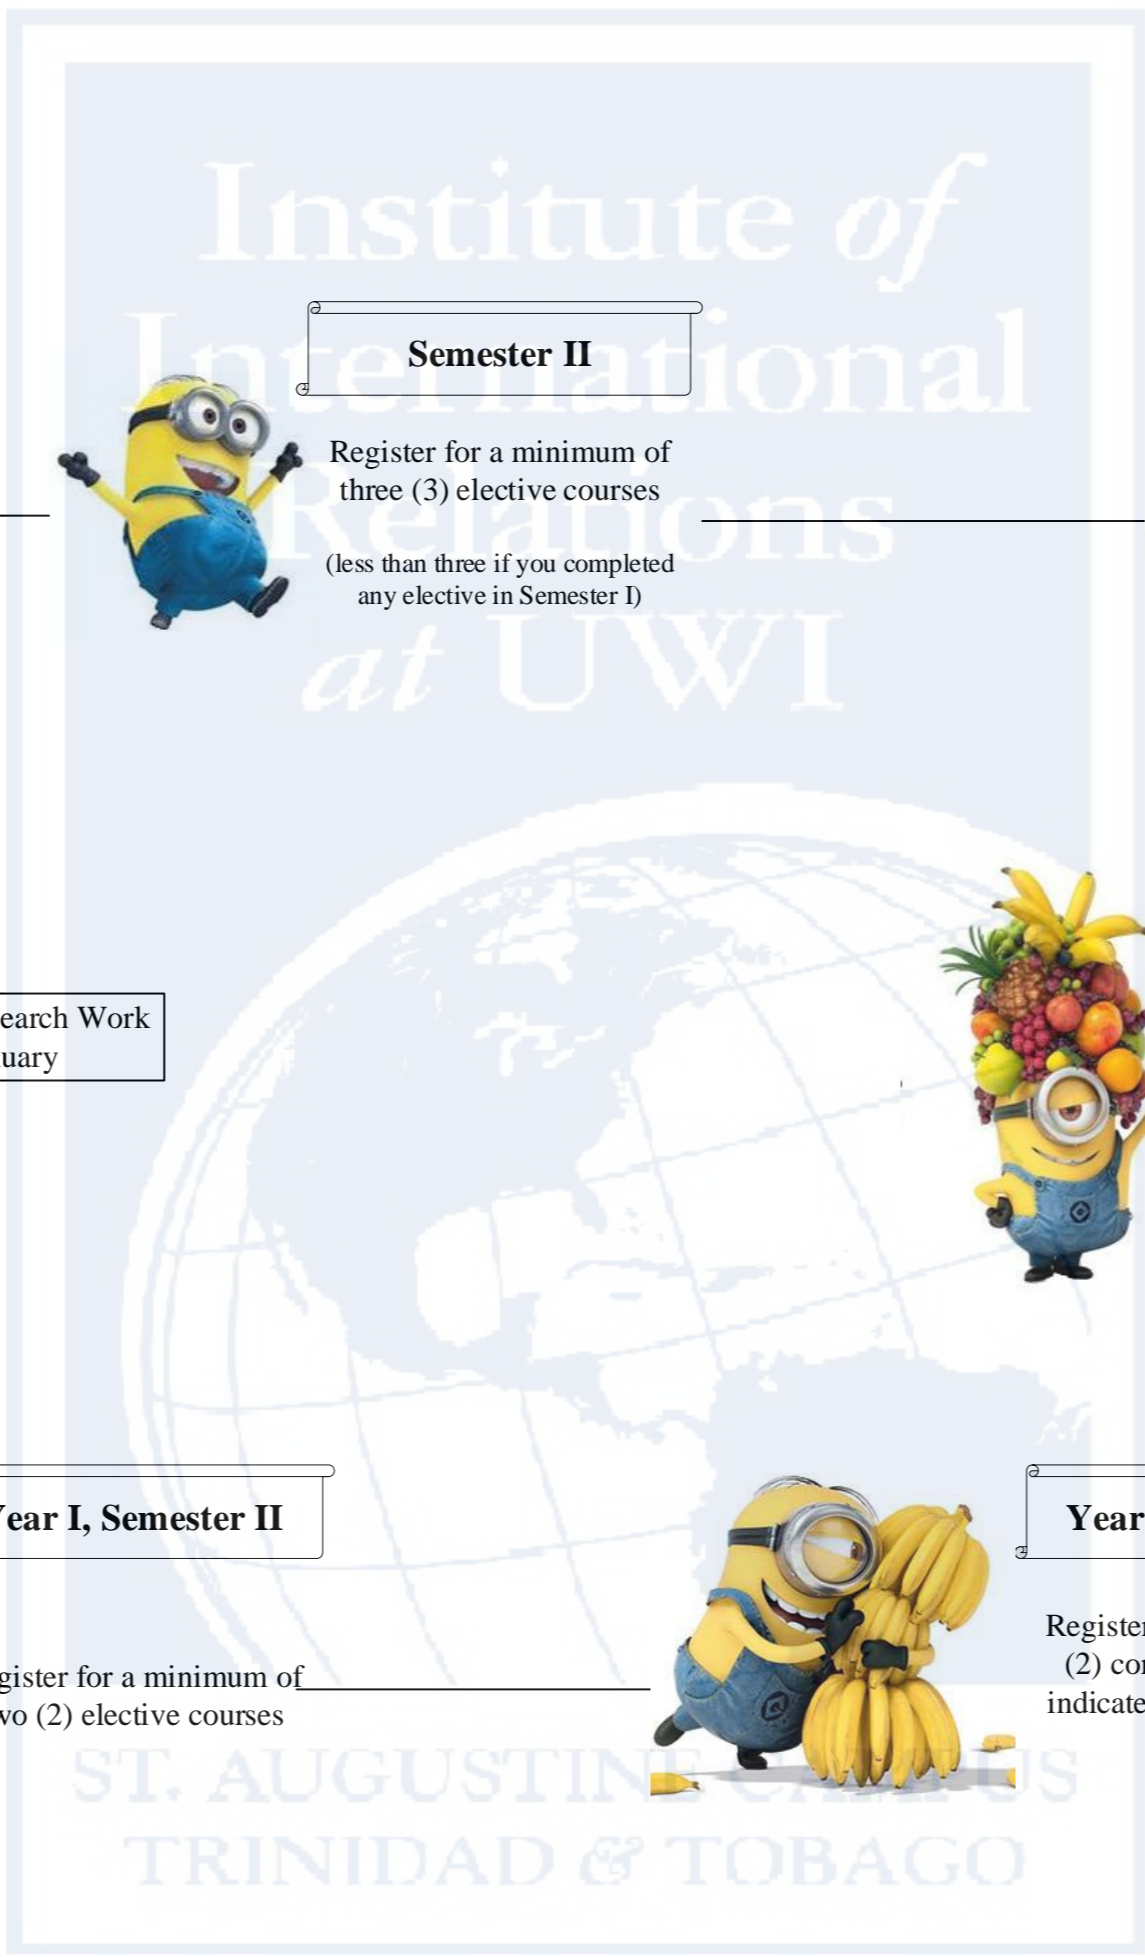 Institute of
International
Relations
at UWI
Semester II
Register for a minimum of
three (3) elective courses
(less than three if you completed
any elective in Semester I)
earch Work
uary
Year I, Semester II
gister for a minimum of
wo (2) elective courses
Year
Register
(2) co
indicate
ST. AUGUSTINE CAMPUS
TRINIDAD & TOBAGO